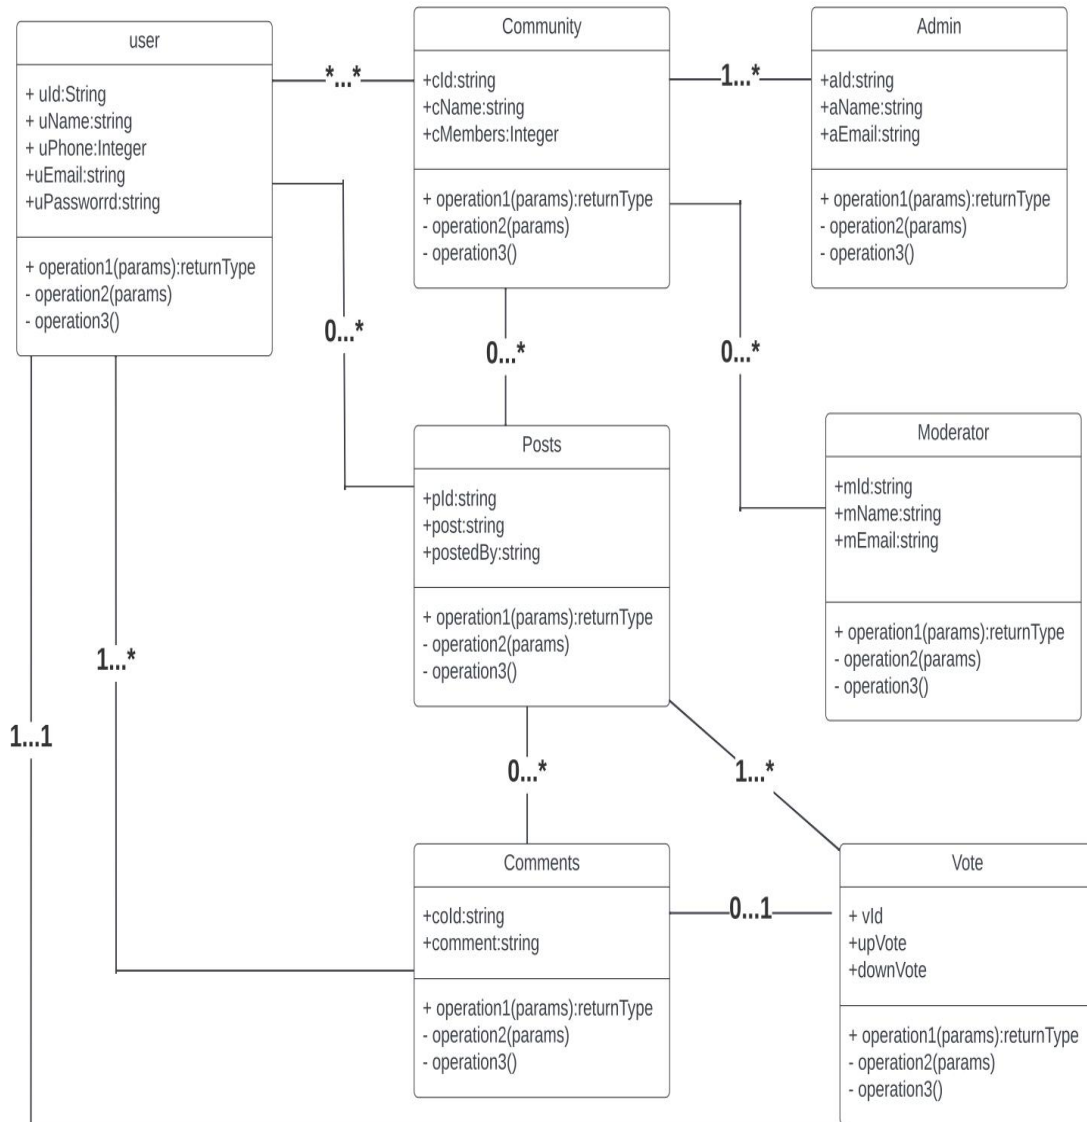 user
+ uId:String
+ uName:string
+ uPhone:Integer
+uEmail:string
+uPassworrd:string
+ operation1(params):returnType
- operation2(params)
- operation3()
*...*
Community
+cId:string
+cName:string
+cMembers:Integer
+ operation1(params):returnType
- operation2(params)
- operation3()
1...*
Admin
+aId:string
+aName:string
+aEmail:string
+ operation1(params):returnType
- operation2(params)
- operation3()
0...*
0...*
0...*
Posts
+pId:string
+post:string
+postedBy:string
+ operation1(params):returnType
- operation2(params)
- operation3()
Moderator
+mId:string
+mName:string
+mEmail:string
+ operation1(params):returnType
- operation2(params)
- operation3()
1...*
1...1
0...*
1...*
Comments
+coId:string
+comment:string
+ operation1(params):returnType
- operation2(params)
- operation3()
0...1
Vote
+ vId
+upVote
+downVote
+ operation1(params):returnType
- operation2(params)
- operation3()